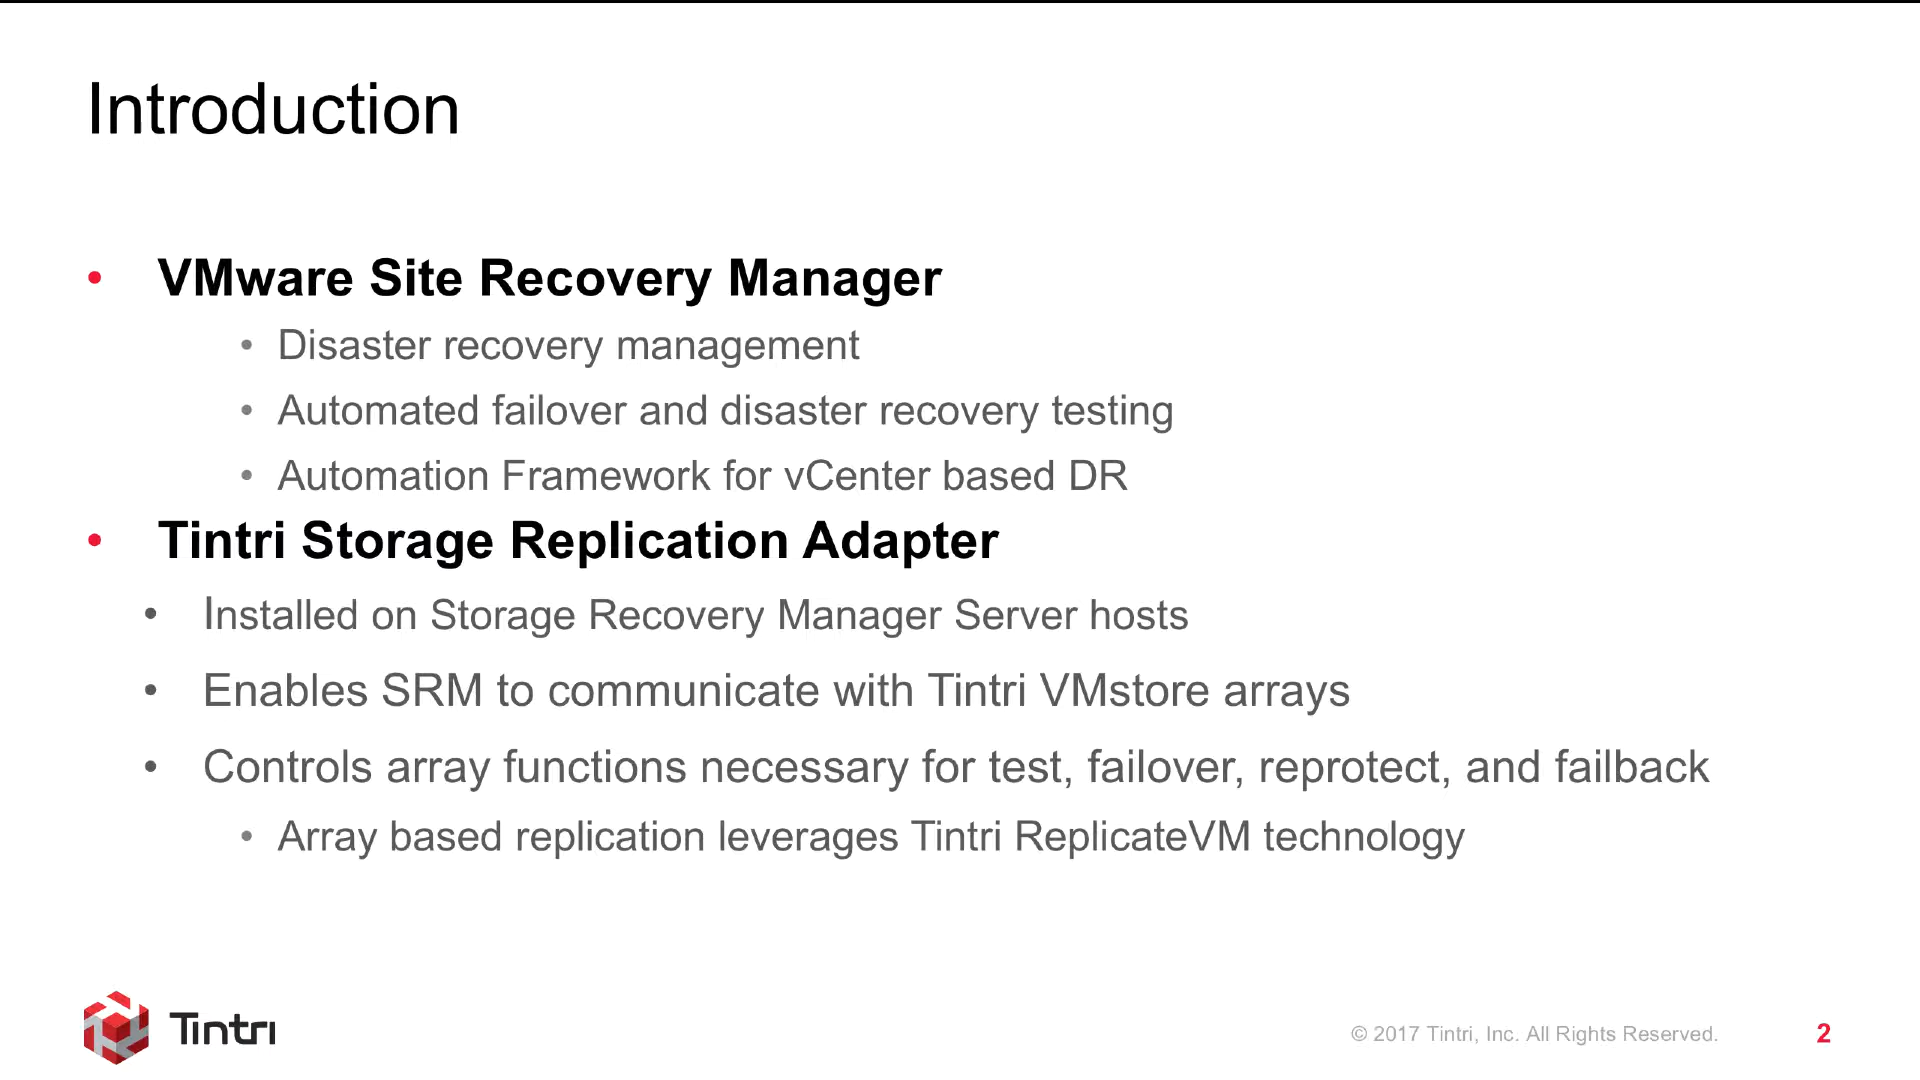 Introduction
• VMware Site Recovery Manager
• Disaster recovery management
• Automated failover and disaster recovery testing
• Automation Framework for vCenter based DR
• Tintri Storage Replication Adapter
• Installed on Storage Recovery Manager Server hosts
• Enables SRM to communicate with Tintri VMstore arrays
• Controls array functions necessary for test, failover, reprotect, and failback
• Array based replication leverages Tintri ReplicateVM technology
Tintri
© 2017 Tintri, Inc. All Rights Reserved.
2